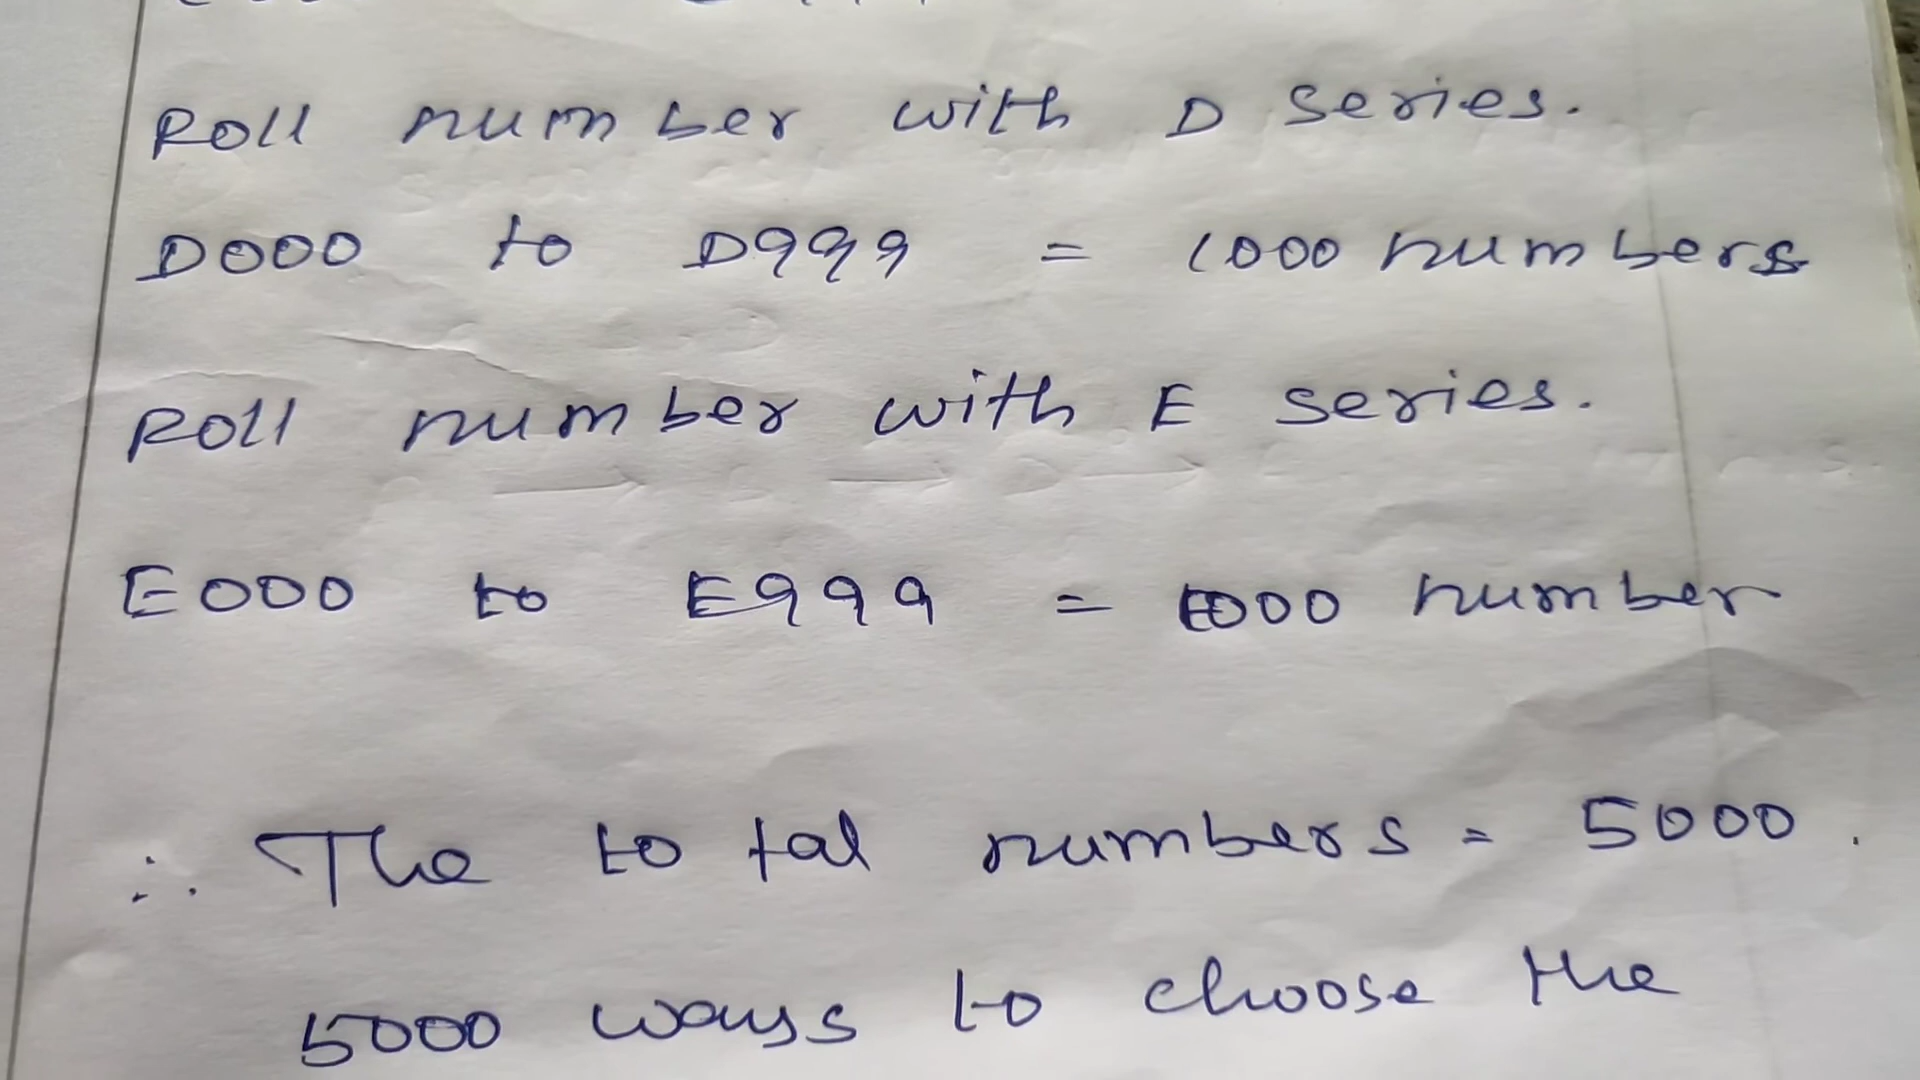 Roll number with D series.
D000 to D999 = 1000 numbers
Roll number with E series.
E000 to E999 = 1000 number
∴ The total numbers = 5000.
5000 ways to choose the